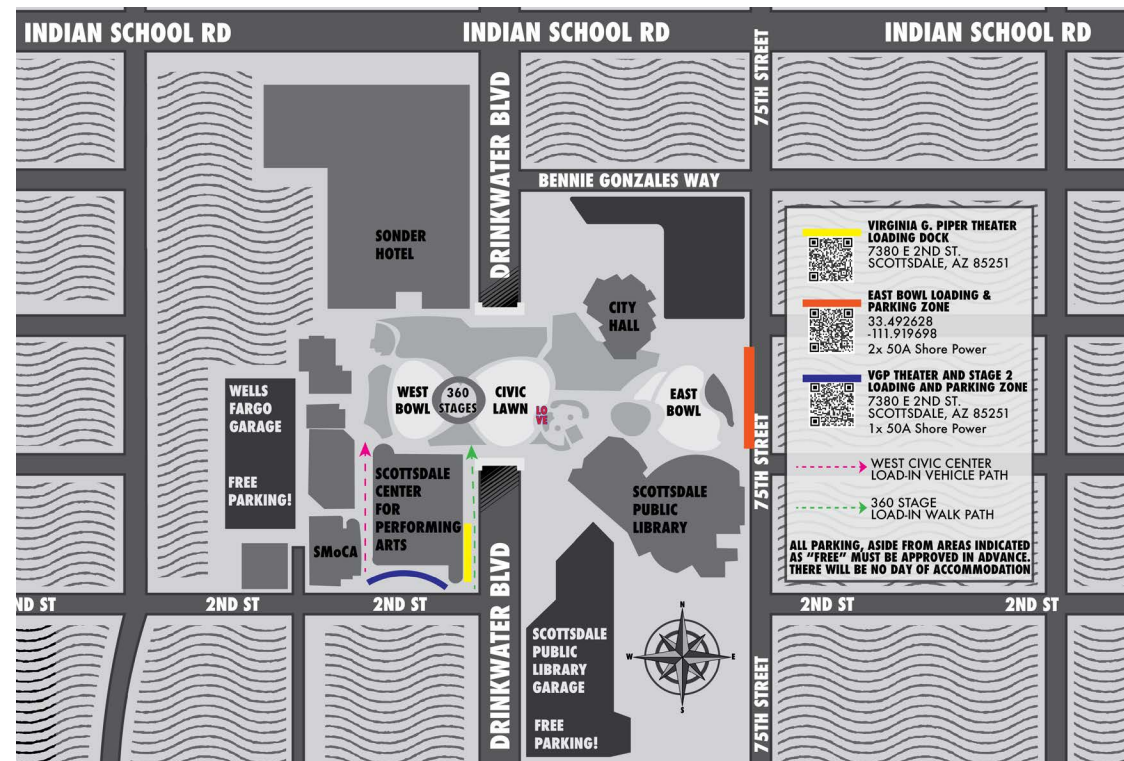 INDIAN SCHOOL RD
INDIAN SCHOOL RD
INDIAN SCHOOL RD
DRINKWATER BLVD
75TH STREET
BENNIE GONZALES WAY
SONDER
HOTEL
CITY
HALL
WELLS
FARGO
GARAGE
FREE
PARKING!
WEST
BOWL
360
STAGES
CIVIC
LAWN
LO
VE
EAST
BOWL
75TH STREET
SCOTTSDALE
CENTER
FOR
PERFORMING
ARTS
SMoCA
SCOTTSDALE
PUBLIC
LIBRARY
VIRGINIA G. PIPER THEATER
LOADING DOCK
7380 E 2ND ST.
SCOTTSDALE, AZ 85251
EAST BOWL LOADING &
PARKING ZONE
33.492628
-111.919698
2x 50A Shore Power
VGP THEATER AND STAGE 2
LOADING AND PARKING ZONE
7380 E 2ND ST.
SCOTTSDALE, AZ 85251
1x 50A Shore Power
WEST CIVIC CENTER
LOAD-IN VEHICLE PATH
360 STAGE
LOAD-IN WALK PATH
ALL PARKING, ASIDE FROM AREAS INDICATED
AS "FREE" MUST BE APPROVED IN ADVANCE.
THERE WILL BE NO DAY OF ACCOMMODATION
ND ST
2ND ST
2ND ST
2ND ST
2ND ST
DRINKWATER BLVD
SCOTTSDALE
PUBLIC
LIBRARY
GARAGE
FREE
PARKING!
N
W
E
S
75TH STREET